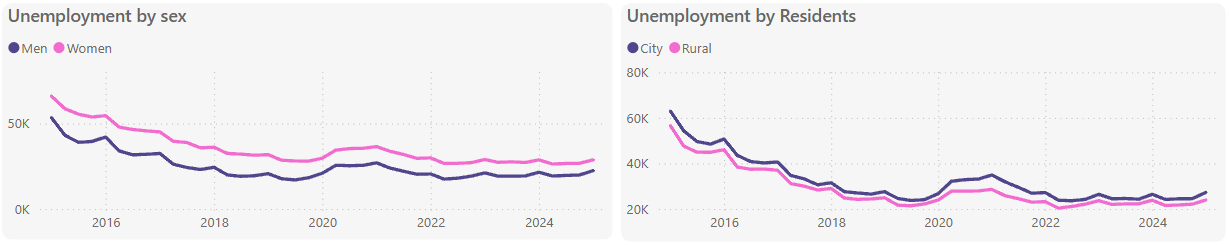 Unemployment by sex
Men Women
50K
0K
2016 2018 2020 2022 2024
Unemployment by Residents
City Rural
80K
60K
40K
20K
2016 2018 2020 2022 2024